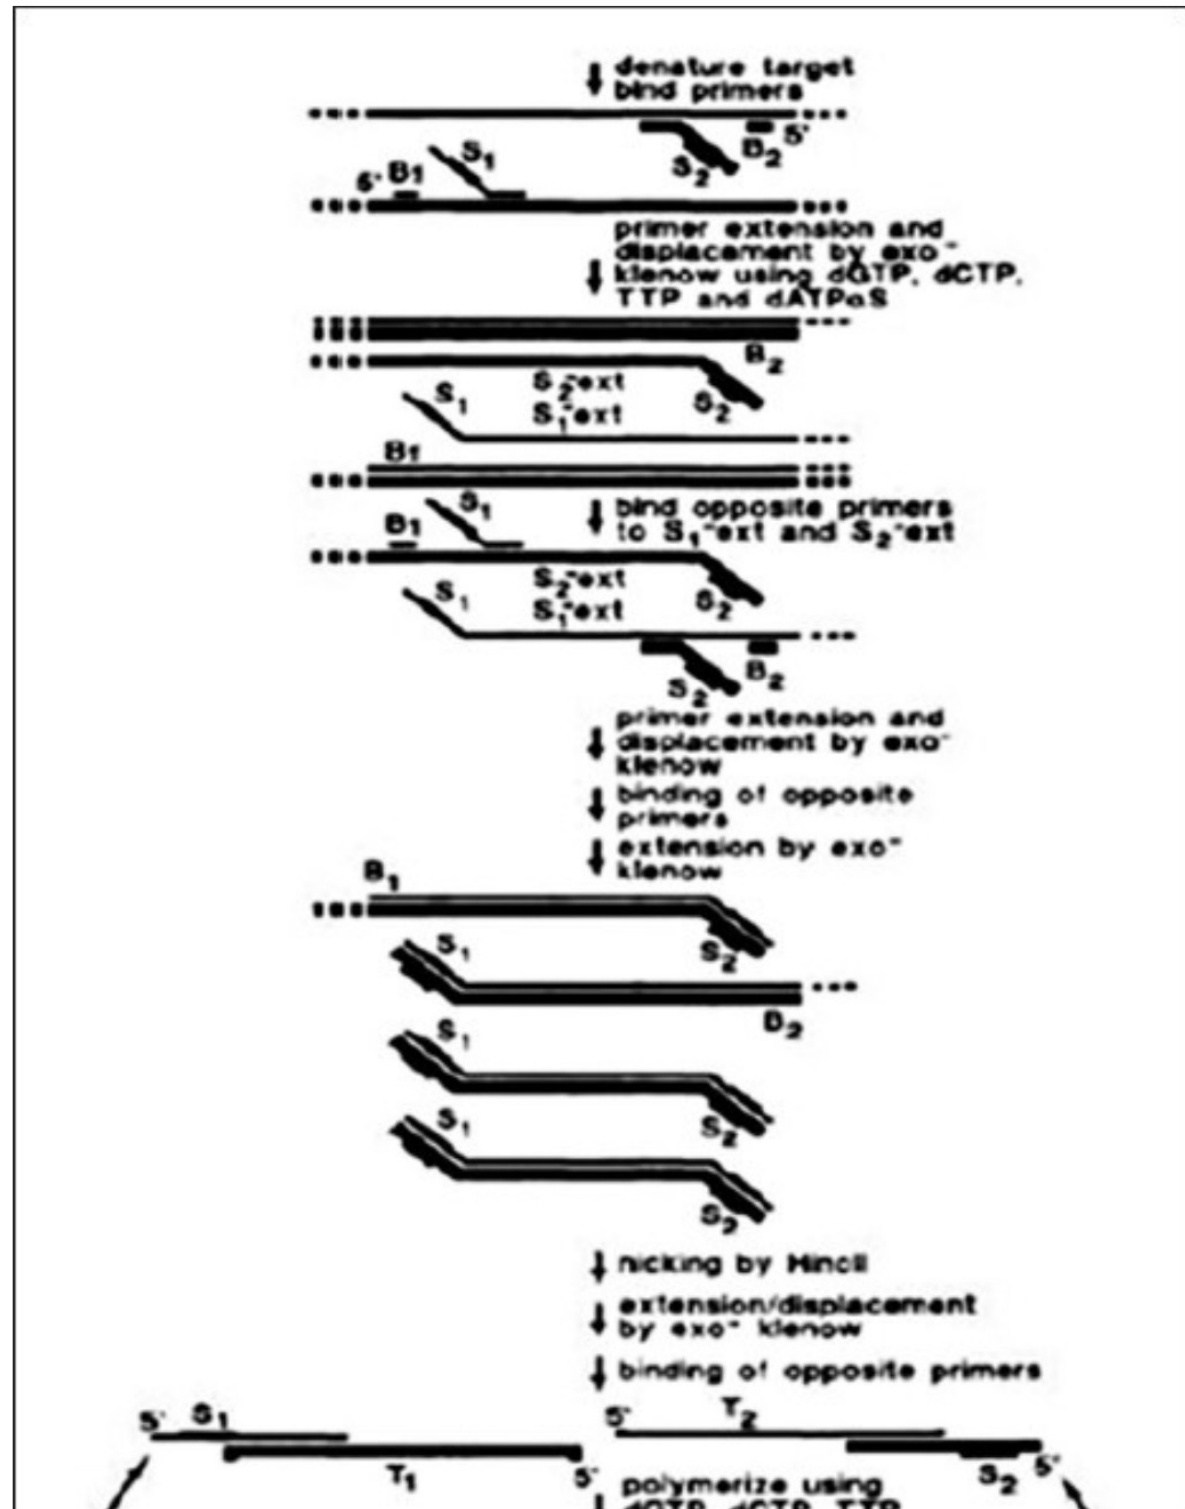 denature target
bind primers
5'
B2
S2
S1
5' B1
primer extension and
displacement by exo-
klenow using dGTP, dCTP,
TTP and dATPαS
B2
S2-ext
S2
S1
S1-ext
B1
bind opposite primers
to S1-ext and S2-ext
S1
B1
S2-ext
S2
S1
S1-ext
B2
S2
primer extension and
displacement by exo-
klenow
binding of opposite
primers
extension by exo-
klenow
B1
S2
S1
B2
S1
S2
S1
S2
nicking by HincII
extension/displacement
by exo- klenow
binding of opposite primers
5' S1
5' T2
T1 5'
S2 5'
polymerize using
dGTP, dCTP, TTP